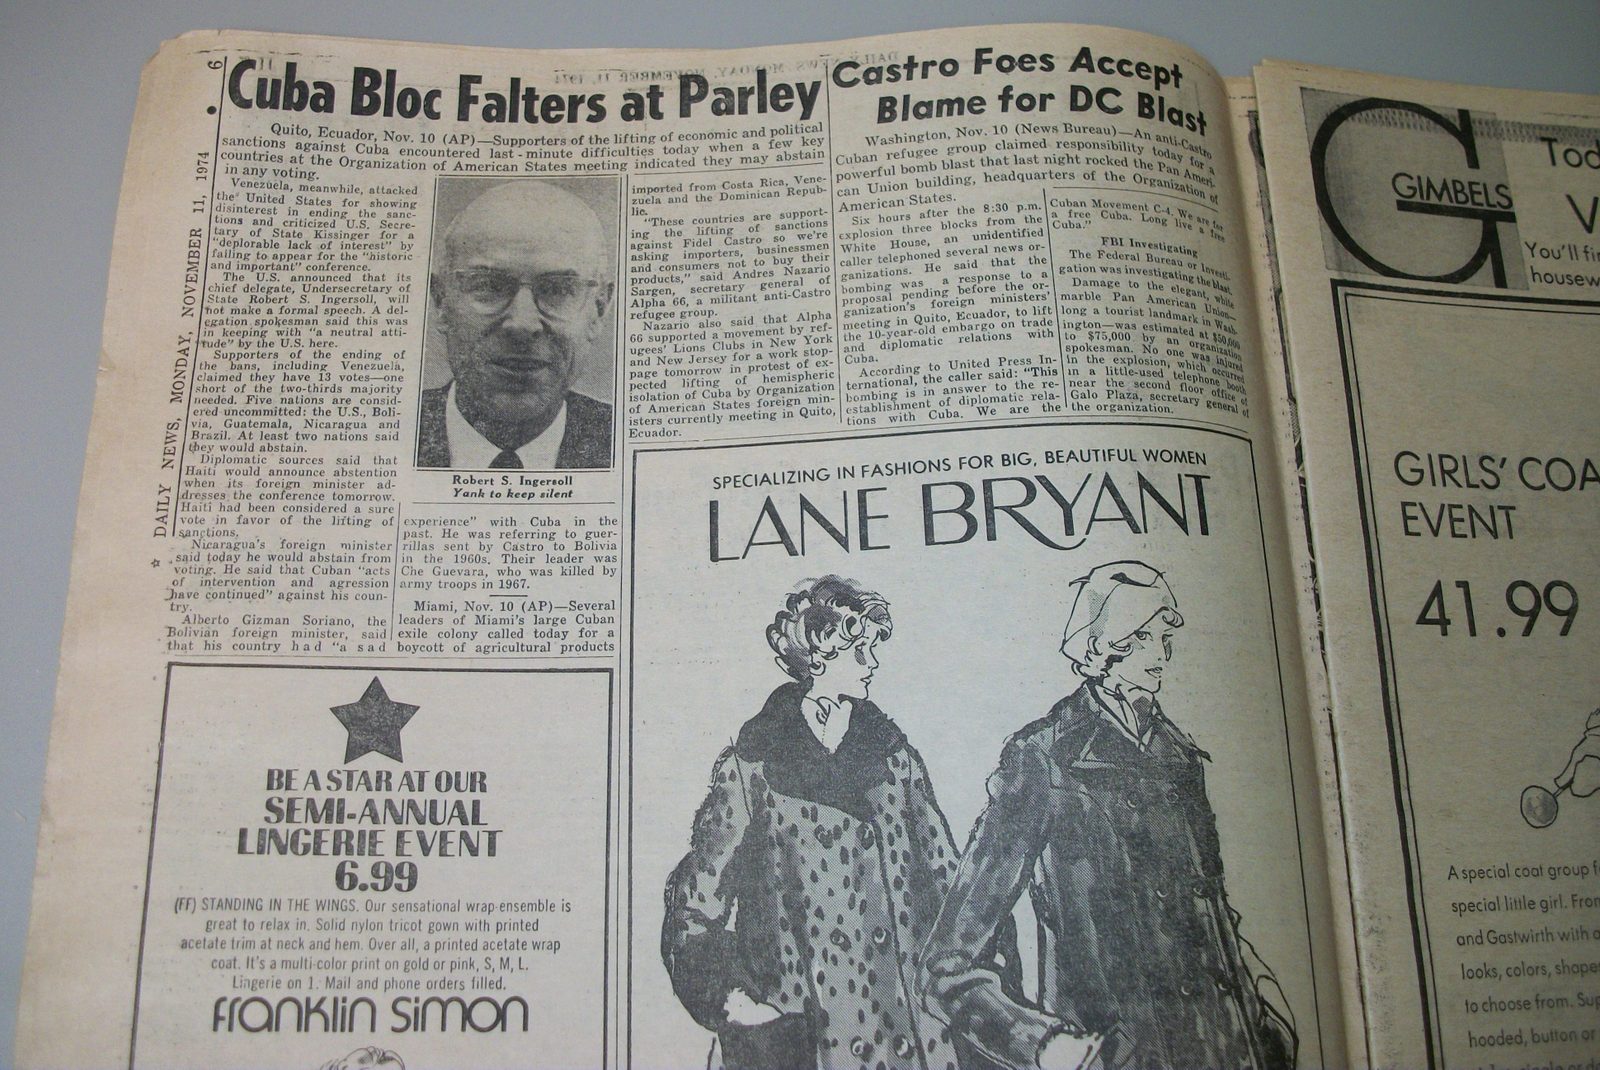 6
DAILY NEWS, MONDAY, NOVEMBER 11, 1974
Cuba Bloc Falters at Parley
Quito, Ecuador, Nov. 10 (AP)—Supporters of the lifting of economic and political
sanctions against Cuba encountered last-minute difficulties today when a few key
countries at the Organization of American States meeting indicated they may abstain
in any voting.
Venezuela, meanwhile, attacked
the United States for showing
disinterest in ending the sanc-
tions and criticized U.S. Secre-
tary of State Kissinger for a
"deplorable lack of interest" by
failing to appear for the "historic
and important" conference.
The U.S. announced that its
chief delegate, Undersecretary of
State Robert S. Ingersoll, will
not make a formal speech. A del-
egation spokesman said this was
in keeping with "a neutral atti-
tude" by the U.S. here.
Supporters of the ending of
the bans, including Venezuela,
claimed they have 13 votes—one
short of the two-thirds majority
needed. Five nations are consid-
ered uncommitted: the U.S., Boli-
via, Guatemala, Nicaragua and
Brazil. At least two nations said
they would abstain.
Diplomatic sources said that
Haiti would announce abstention
when its foreign minister ad-
dresses the conference tomorrow.
Haiti had been considered a sure
vote in favor of the lifting of
sanctions.
Nicaragua's foreign minister
said today he would abstain from
voting. He said that Cuban "acts
of intervention and agression
have continued" against his coun-
try.
Alberto Gizman Soriano, the
Bolivian foreign minister, said
that his country had "a sad
Robert S. Ingersoll
Yank to keep silent
experience" with Cuba in the
past. He was referring to guer-
rillas sent by Castro to Bolivia
in the 1960s. Their leader was
Che Guevara, who was killed by
army troops in 1967.
Miami, Nov. 10 (AP)—Several
leaders of Miami's large Cuban
exile colony called today for a
boycott of agricultural products
imported from Costa Rica, Vene-
zuela and the Dominican Repub-
lic.
"These countries are support-
ing the lifting of sanctions
against Fidel Castro so we're
asking importers, businessmen
and consumers not to buy their
products," said Andres Nazario
Sargen, secretary general of
Alpha 66, a militant anti-Castro
refugee group.
Nazario also said that Alpha
66 supported a movement by ref-
ugees' Lions Clubs in New York
and New Jersey for a work stop-
page tomorrow in protest of ex-
pected lifting of hemispheric
isolation of Cuba by Organization
of American States foreign min-
isters currently meeting in Quito,
Ecuador.
Castro Foes Accept
Blame for DC Blast
Washington, Nov. 10 (News Bureau)—An anti-Castro
Cuban refugee group claimed responsibility today for a
powerful bomb blast that last night rocked the Pan Ameri-
can Union building, headquarters of the Organization of
American States.
Six hours after the 8:30 p.m.
explosion three blocks from the
White House, an unidentified
caller telephoned several news or-
ganizations. He said that the
bombing was a response to a
proposal pending before the or-
ganization's foreign ministers'
meeting in Quito, Ecuador, to lift
the 10-year-old embargo on trade
and diplomatic relations with
Cuba.
According to United Press In-
ternational, the caller said: "This
bombing is in answer to the re-
establishment of diplomatic rela-
tions with Cuba. We are the
Cuban Movement C-4. We are for
a free Cuba. Long live a free
Cuba."
FBI Investigating
The Federal Bureau or Investi-
gation was investigating the blast.
Damage to the elegant, white
marble Pan American Union—
long a tourist landmark in Wash-
ington—was estimated at $50,000
to $75,000 by an organization
spokesman. No one was injured
in the explosion, which occurred
in a little-used telephone booth
near the second floor office of
Galo Plaza, secretary general of
the organization.
BE A STAR AT OUR
SEMI-ANNUAL
LINGERIE EVENT
6.99
(FF) STANDING IN THE WINGS. Our sensational wrap-ensemble is
great to relax in. Solid nylon tricot gown with printed
acetate trim at neck and hem. Over all, a printed acetate wrap
coat. It's a multi-color print on gold or pink, S, M, L.
Lingerie on 1. Mail and phone orders filled.
Franklin Simon
SPECIALIZING IN FASHIONS FOR BIG, BEAUTIFUL WOMEN
LANE BRYANT
GIMBELS
Tod
V
You'll fi
housew
GIRLS' COA
EVENT
41.99
A special coat group f
special little girl. Fron
and Gastwirth with a
looks, colors, shape
to choose from. Sup
hooded, button or